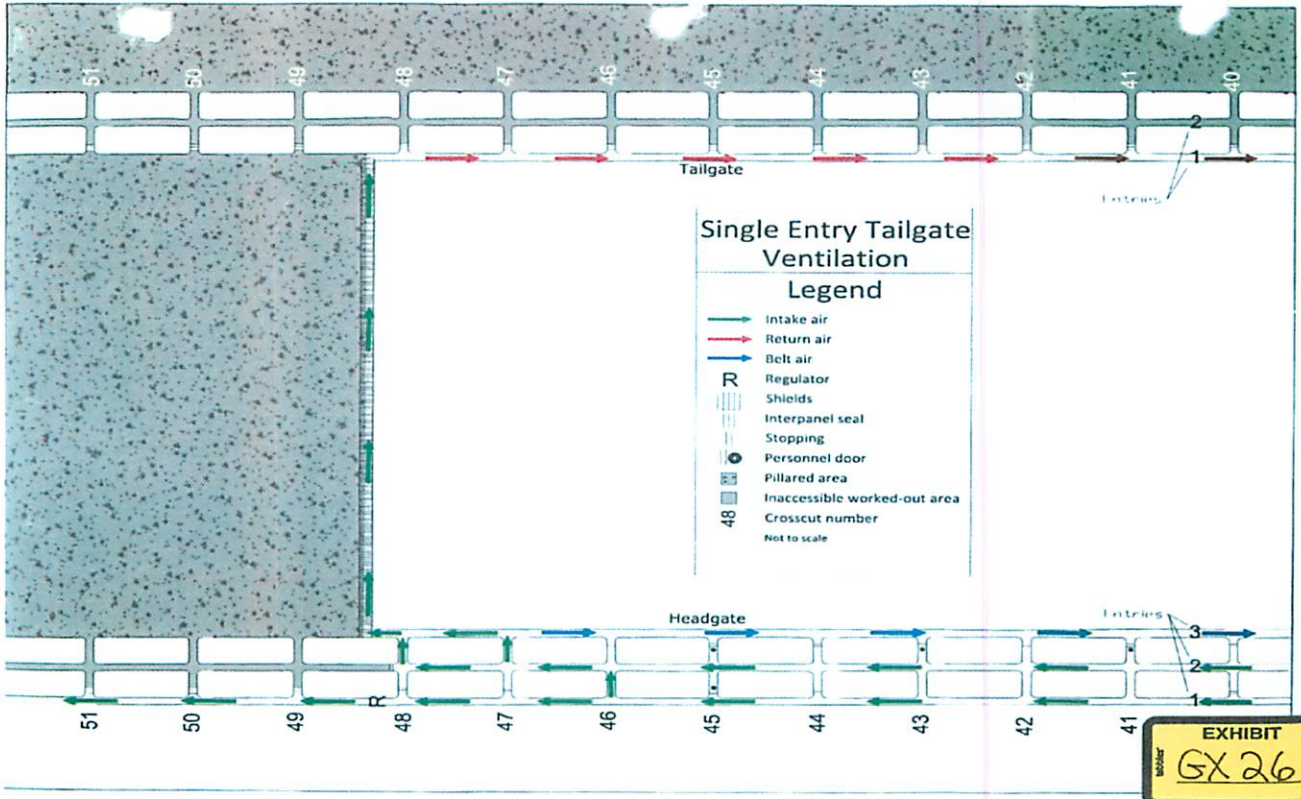 51 50 49 48 47 46 45 44 43 42 41 40
2
1
Tailgate
Entries
Single Entry Tailgate
Ventilation
Legend
Intake air
Return air
Belt air
R Regulator
Shields
Interpanel seal
Stopping
Personnel door
Pillared area
Inaccessible worked-out area
48 Crosscut number
Not to scale
Headgate
Entries
3
2
1
R
51 50 49 48 47 46 45 44 43 42 41
EXHIBIT
GX 26